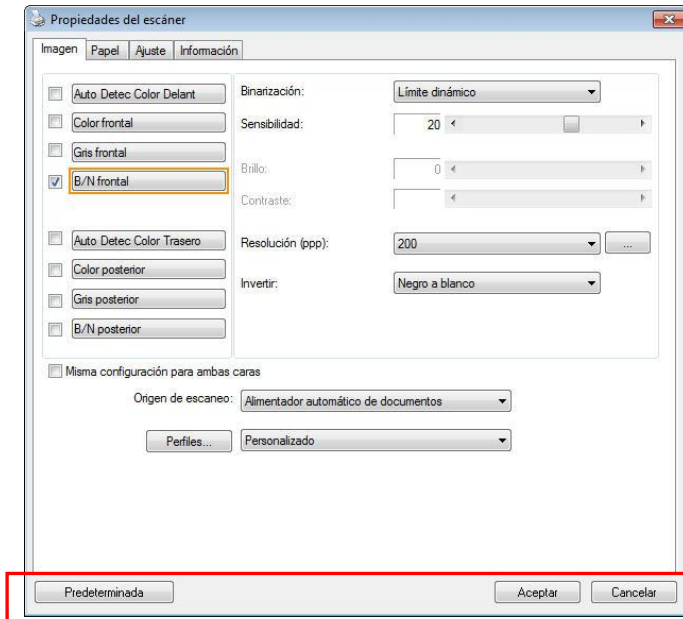 Propiedades del escáner
Imagen Papel Ajuste Información
Auto Detec Color Delant
Color frontal
Gris frontal
B/N frontal
Auto Detec Color Trasero
Color posterior
Gris posterior
B/N posterior
Binarización: Límite dinámico
Sensibilidad: 20
Brillo: 0
Contraste:
Resolución (ppp): 200 ...
Invertir: Negro a blanco
Misma configuración para ambas caras
Origen de escaneo: Alimentador automático de documentos
Perfiles... Personalizado
Predeterminada Aceptar Cancelar